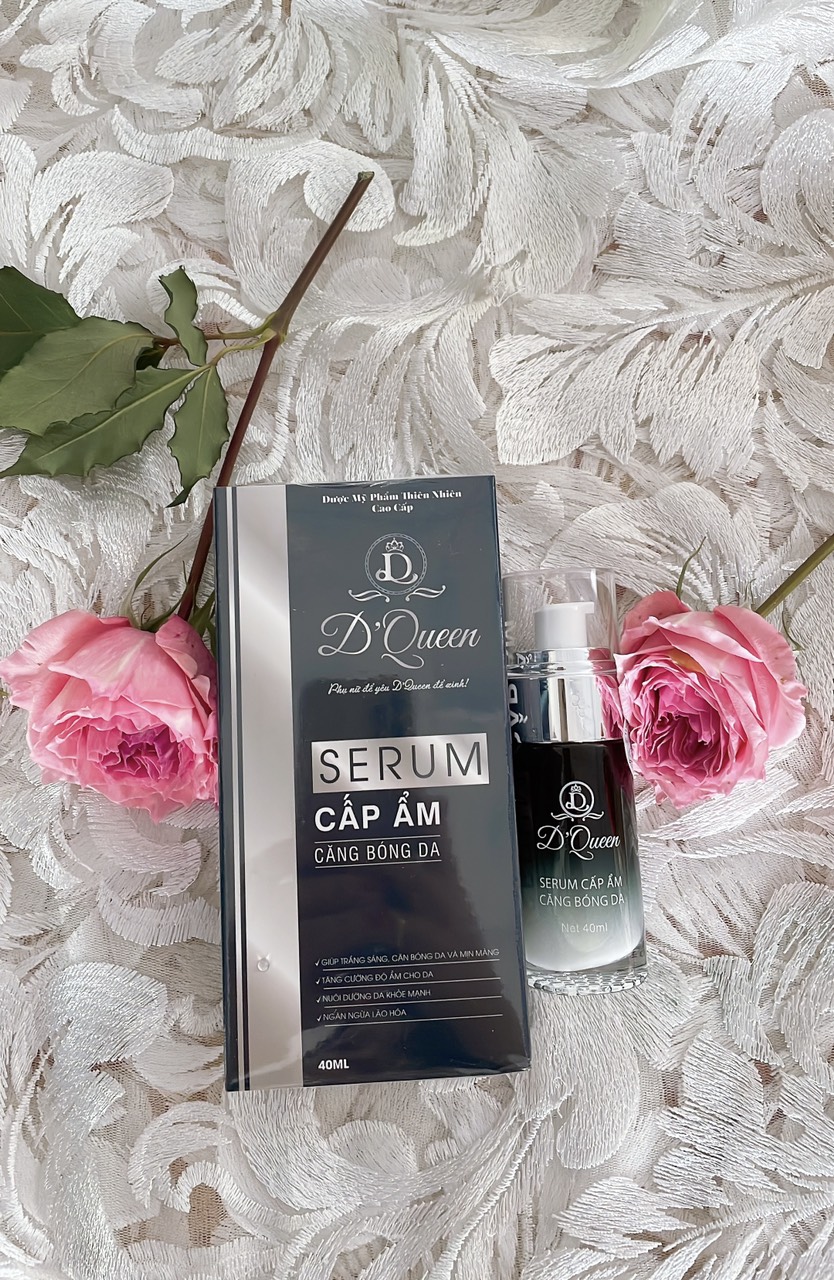 Dược Mỹ Phẩm Thiên Nhiên
Cao Cấp
D
D'Queen
Phụ nữ để yêu D'Queen để xinh!
SERUM
CẤP ẨM
CĂNG BÓNG DA
✓ GIÚP TRẮNG SÁNG, CĂN BÓNG DA VÀ MỊN MÀNG
✓ TĂNG CƯỜNG ĐỘ ẨM CHO DA
✓ NUÔI DƯỠNG DA KHỎE MẠNH
✓ NGĂN NGỪA LÃO HÓA
40ML
D
D'Queen
SERUM CẤP ẨM
CĂNG BÓNG DA
Net 40ml